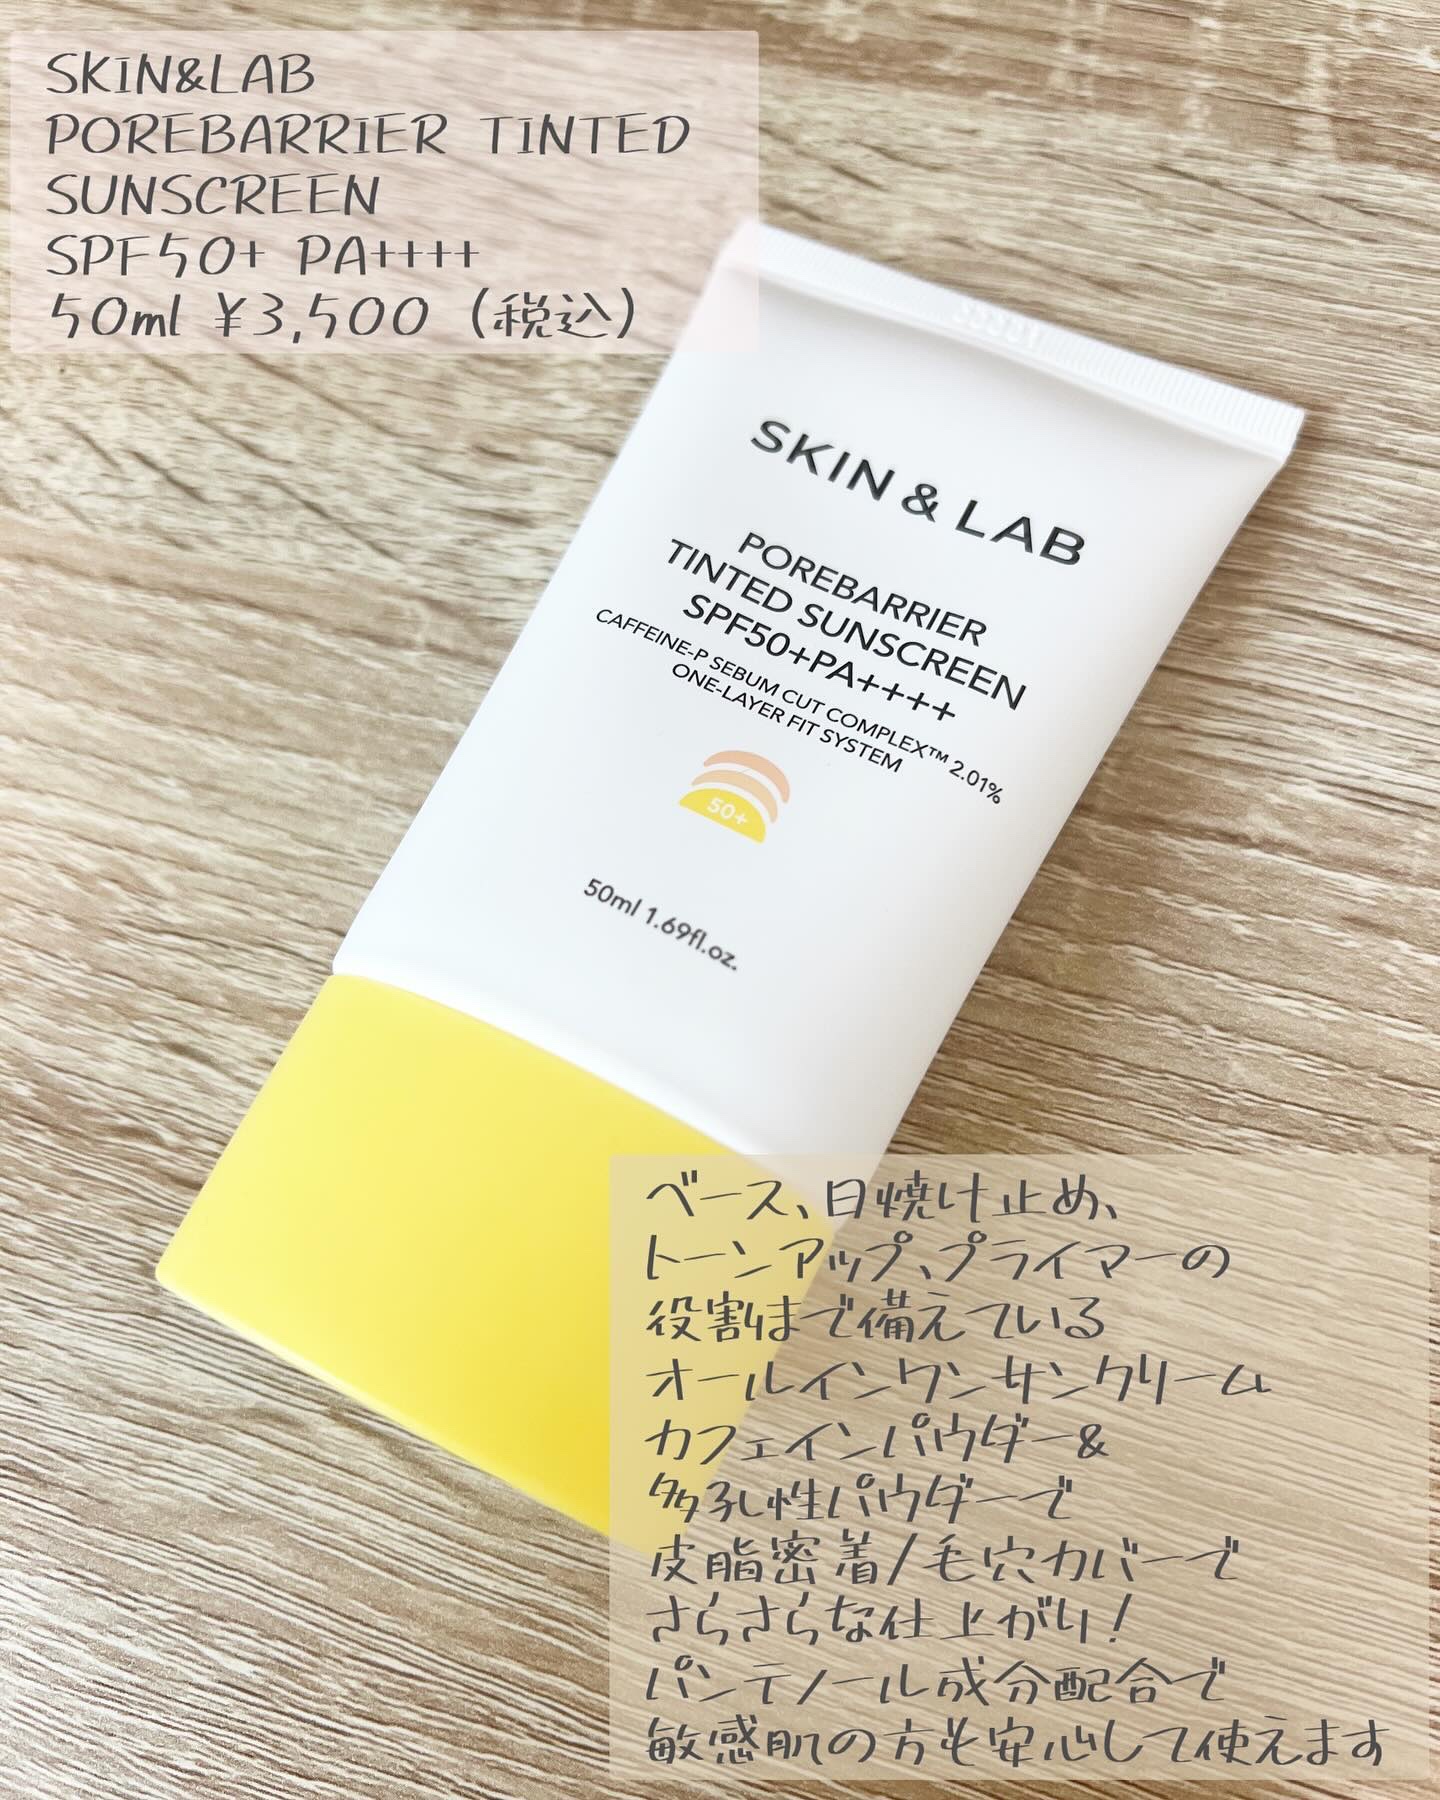 SKIN&LAB
POREBARRIER TINTED
SUNSCREEN
SPF50+ PA++++
50ml ¥3,500（税込）
SKIN & LAB
POREBARRIER
TINTED SUNSCREEN
SPF50+PA++++
CAFFEINE-P SEBUM CUT COMPLEX™ 2.01%
ONE-LAYER FIT SYSTEM
50+
50ml 1.69fl.oz.
ベース、日焼け止め、
トーンアップ、プライマーの
役割まで備えている
オールインワンサンクリーム
カフェインパウダー&
多孔性パウダーで
皮脂密着/毛穴カバーで
さらさらな仕上がり！
パンテノール成分配合で
敏感肌の方も安心して使えます